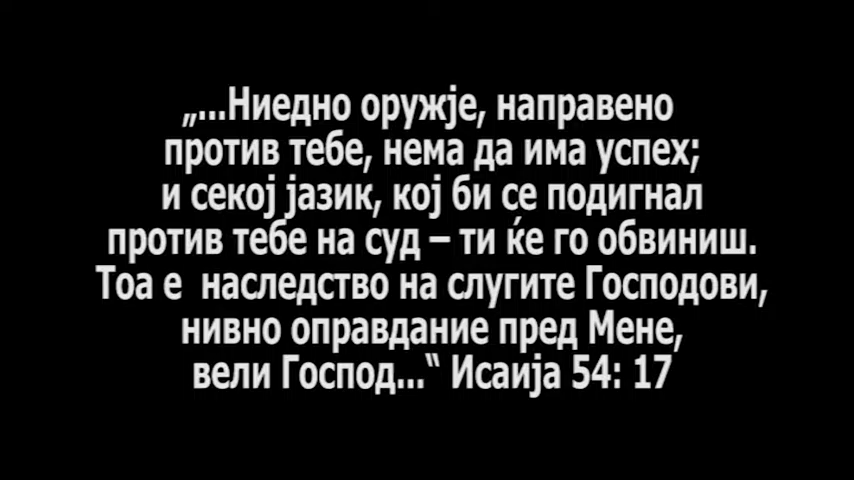 „...Ниедно оружје, направено
против тебе, нема да има успех;
и секој јазик, кој би се подигнал
против тебе на суд – ти ќе го обвиниш.
Тоа е  наследство на слугите Господови,
нивно оправдание пред Мене,
вели Господ...“ Исаија 54: 17